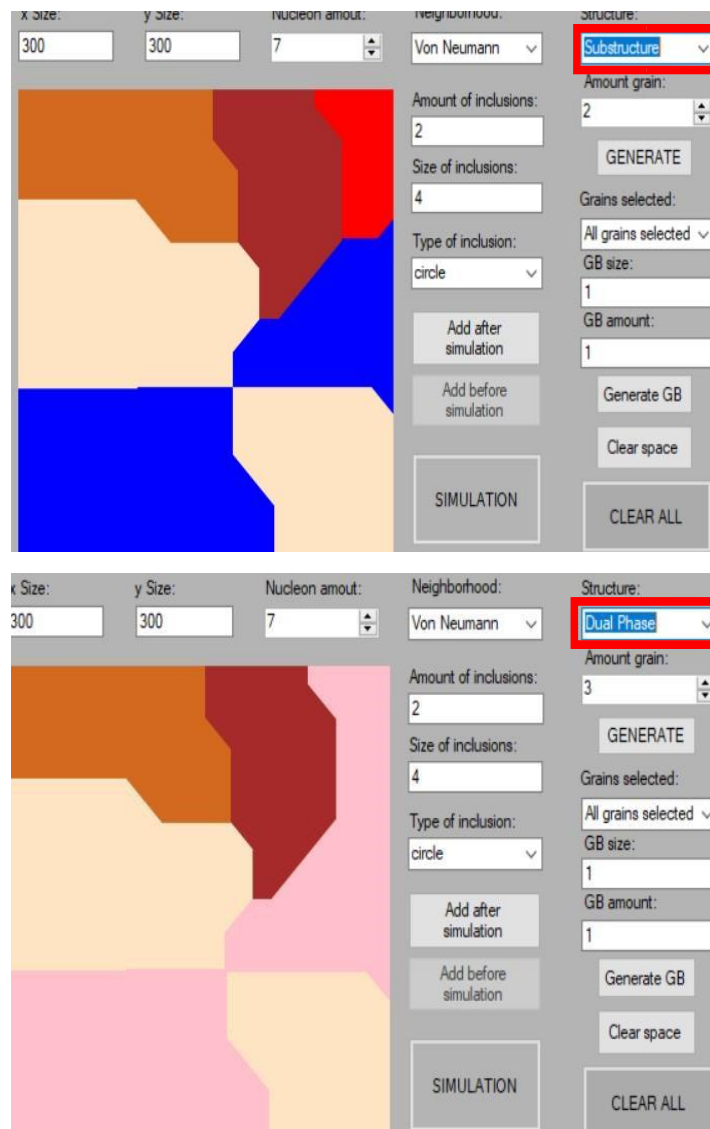 x Size: y Size: Nucleon amout: Neighborhood: Structure:
300 300 7 Von Neumann Substructure
Amount of inclusions: Amount grain:
2 2
Size of inclusions: GENERATE
4 Grains selected:
Type of inclusion: All grains selected
circle GB size:
1
Add after simulation GB amount:
1
Add before simulation Generate GB
Clear space
SIMULATION CLEAR ALL
x Size: y Size: Nucleon amout: Neighborhood: Structure:
300 300 7 Von Neumann Dual Phase
Amount of inclusions: Amount grain:
2 3
Size of inclusions: GENERATE
4 Grains selected:
Type of inclusion: All grains selected
circle GB size:
1
Add after simulation GB amount:
1
Add before simulation Generate GB
Clear space
SIMULATION CLEAR ALL